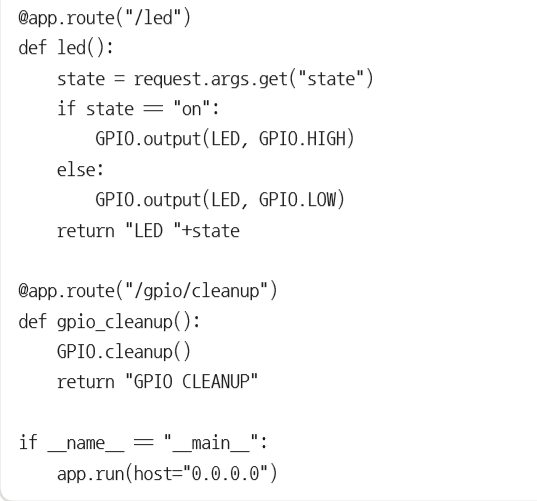 @app.route("/led")
def led():
    state = request.args.get("state")
    if state == "on":
        GPIO.output(LED, GPIO.HIGH)
    else:
        GPIO.output(LED, GPIO.LOW)
    return "LED "+state

@app.route("/gpio/cleanup")
def gpio_cleanup():
    GPIO.cleanup()
    return "GPIO CLEANUP"

if __name__ == "__main__":
    app.run(host="0.0.0.0")